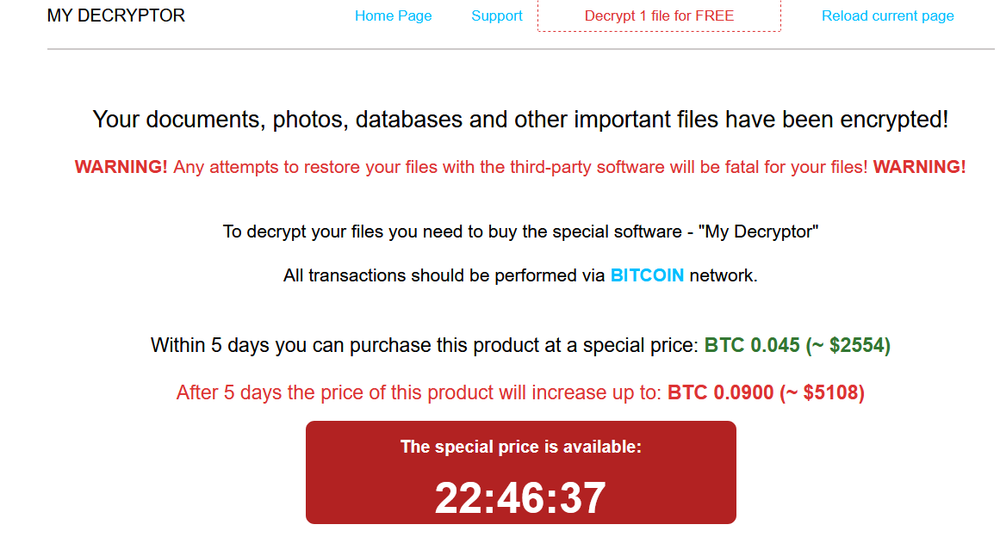 MY DECRYPTOR Home Page Support Decrypt 1 file for FREE Reload current page
Your documents, photos, databases and other important files have been encrypted!
WARNING! Any attempts to restore your files with the third-party software will be fatal for your files! WARNING!
To decrypt your files you need to buy the special software - "My Decryptor"
All transactions should be performed via BITCOIN network.
Within 5 days you can purchase this product at a special price: BTC 0.045 (~ $2554)
After 5 days the price of this product will increase up to: BTC 0.0900 (~ $5108)
The special price is available:
22:46:37